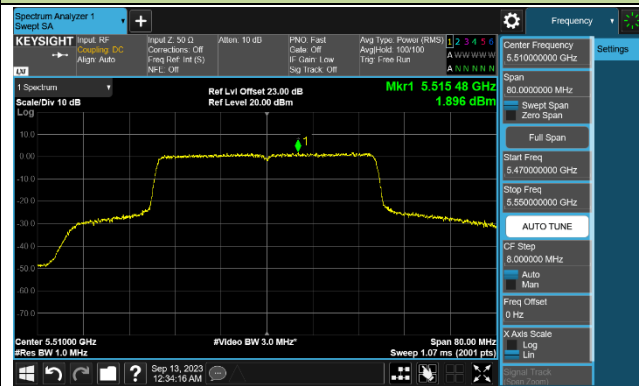 Spectrum Analyzer 1
Swept SA
Frequency
KEYSIGHT
Input: RF
Coupling: DC
Align: Auto
Input Z: 50 Ω
Corrections: Off
Freq Ref: Int (S)
NFE: Off
Atten: 10 dB
PNO: Fast
Gate: Off
IF Gain: Low
Sig Track: Off
Avg Type: Power (RMS)
Avg|Hold: 100/100
Trig: Free Run
1 2 3 4 5 6
A W W W W W
A N N N N N
LXI
1 Spectrum
Scale/Div 10 dB
Ref Lvl Offset 23.00 dB
Ref Level 20.00 dBm
Mkr1 5.515 48 GHz
1.896 dBm
Log
10.0
0.00
-10.0
-20.0
-30.0
-40.0
-50.0
-60.0
-70.0
1
Center 5.51000 GHz
#Res BW 1.0 MHz
#Video BW 3.0 MHz*
Span 80.00 MHz
Sweep 1.07 ms (2001 pts)
Center Frequency
5.510000000 GHz
Settings
Span
80.0000000 MHz
Swept Span
Zero Span
Full Span
Start Freq
5.470000000 GHz
Stop Freq
5.550000000 GHz
AUTO TUNE
CF Step
8.000000 MHz
Auto
Man
Freq Offset
0 Hz
X Axis Scale
Log
Lin
Signal Track
(Span Zoom)
Sep 13, 2023
12:34:16 AM